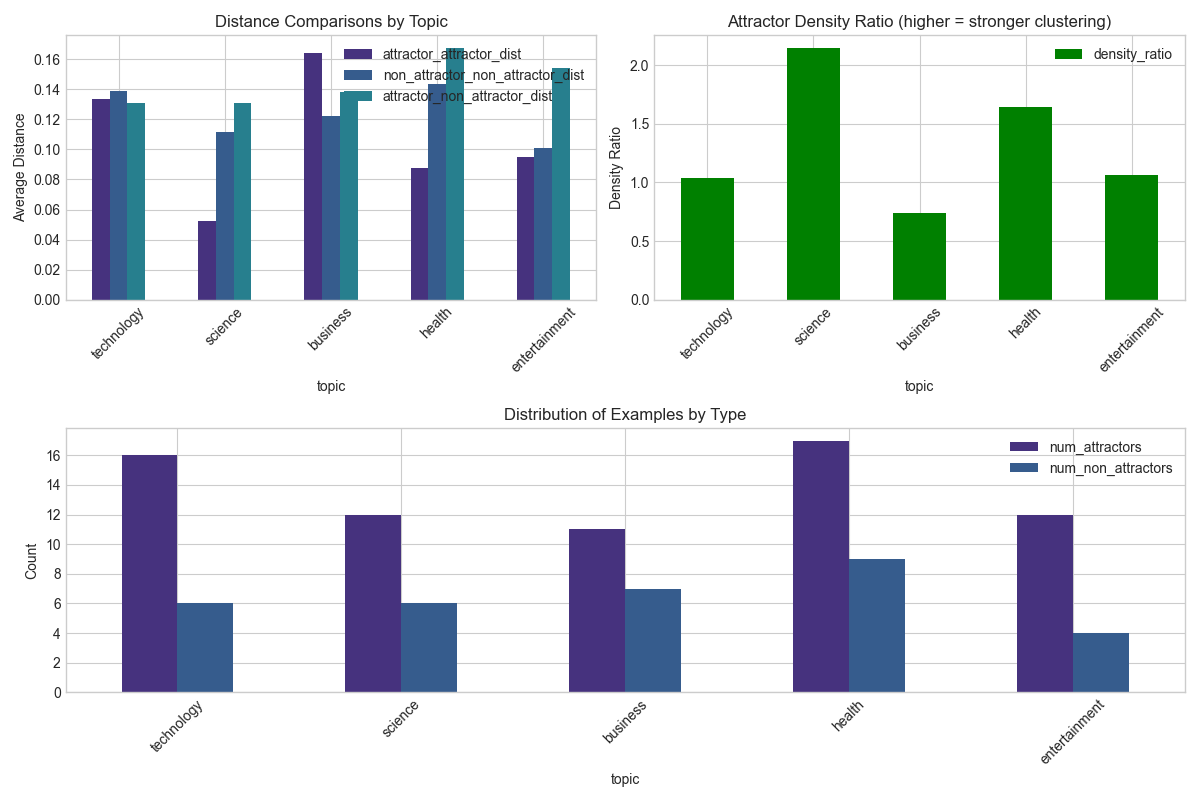 Distance Comparisons by Topic
attractor_attractor_dist
non_attractor_non_attractor_dist
attractor_non_attractor_dist
Average Distance
0.16
0.14
0.12
0.10
0.08
0.06
0.04
0.02
0.00
technology
science
business
health
entertainment
topic
Attractor Density Ratio (higher = stronger clustering)
density_ratio
Density Ratio
2.0
1.5
1.0
0.5
0.0
technology
science
business
health
entertainment
topic
Distribution of Examples by Type
num_attractors
num_non_attractors
Count
16
14
12
10
8
6
4
2
0
technology
science
business
health
entertainment
topic